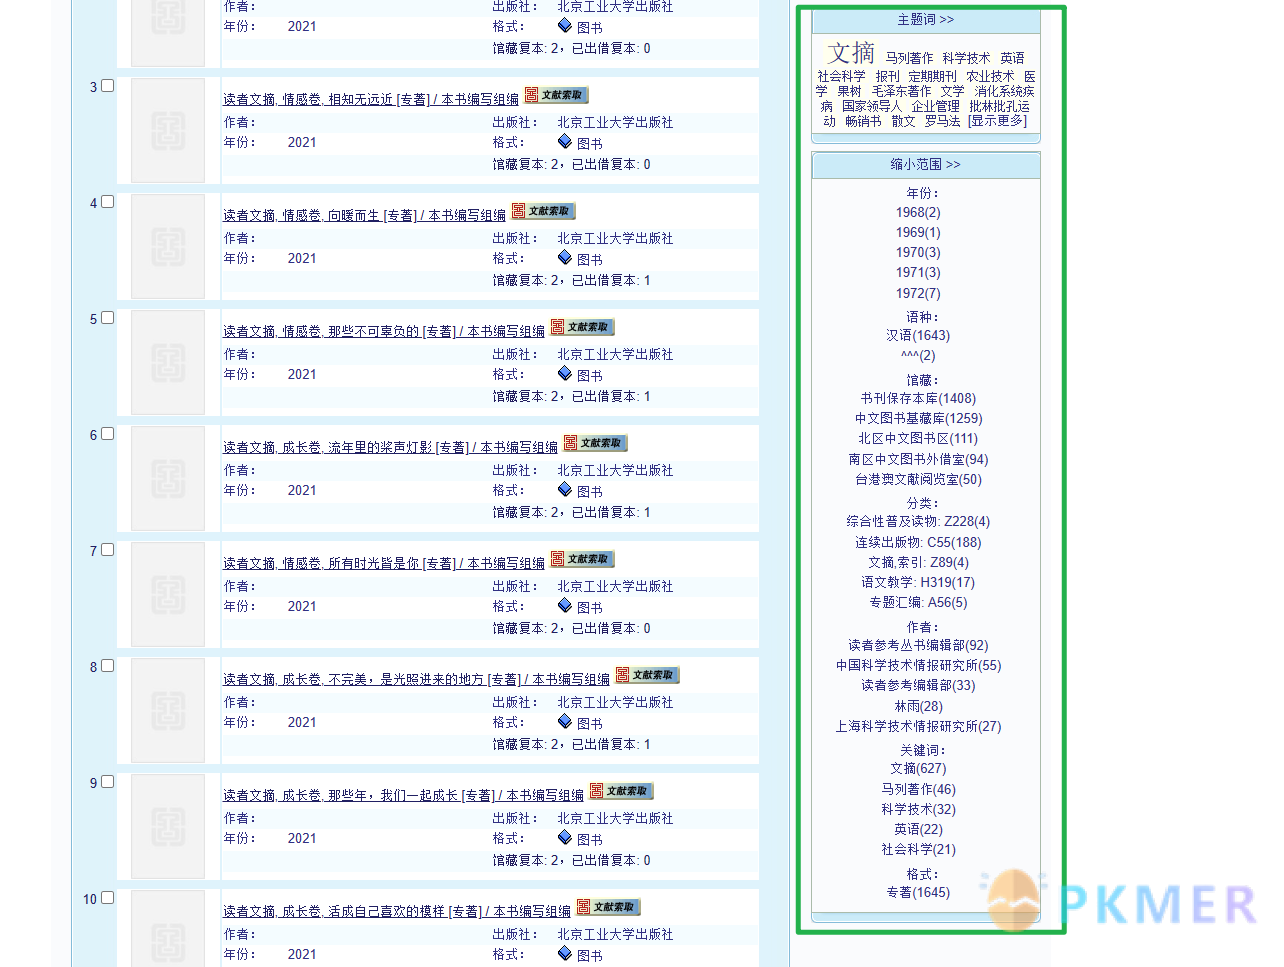 作者： 出版社： 北京工业大学出版社
年份： 2021 格式： 图书
馆藏复本: 2，已出借复本: 0
3 读者文摘, 情感卷, 相知无远近 [专著] / 本书编写组编 文献索取
作者： 出版社： 北京工业大学出版社
年份： 2021 格式： 图书
馆藏复本: 2，已出借复本: 0
4 读者文摘, 情感卷, 向暖而生 [专著] / 本书编写组编 文献索取
作者： 出版社： 北京工业大学出版社
年份： 2021 格式： 图书
馆藏复本: 2，已出借复本: 1
5 读者文摘, 情感卷, 那些不可辜负的 [专著] / 本书编写组编 文献索取
作者： 出版社： 北京工业大学出版社
年份： 2021 格式： 图书
馆藏复本: 2，已出借复本: 1
6 读者文摘, 成长卷, 流年里的桨声灯影 [专著] / 本书编写组编 文献索取
作者： 出版社： 北京工业大学出版社
年份： 2021 格式： 图书
馆藏复本: 2，已出借复本: 1
7 读者文摘, 情感卷, 所有时光皆是你 [专著] / 本书编写组编 文献索取
作者： 出版社： 北京工业大学出版社
年份： 2021 格式： 图书
馆藏复本: 2，已出借复本: 0
8 读者文摘, 成长卷, 不完美，是光照进来的地方 [专著] / 本书编写组编 文献索取
作者： 出版社： 北京工业大学出版社
年份： 2021 格式： 图书
馆藏复本: 2，已出借复本: 1
9 读者文摘, 成长卷, 那些年，我们一起成长 [专著] / 本书编写组编 文献索取
作者： 出版社： 北京工业大学出版社
年份： 2021 格式： 图书
馆藏复本: 2，已出借复本: 0
10 读者文摘, 成长卷, 活成自己喜欢的模样 [专著] / 本书编写组编 文献索取
作者： 出版社： 北京工业大学出版社
年份： 2021 格式： 图书
主题词 >>
文摘 马列著作 科学技术 英语
社会科学 报刊 定期期刊 农业技术 医
学 果树 毛泽东著作 文学 消化系统疾
病 国家领导人 企业管理 批林批孔运
动 畅销书 散文 罗马法 [显示更多]
缩小范围 >>
年份：
1968(2)
1969(1)
1970(3)
1971(3)
1972(7)
语种：
汉语(1643)
^^^(2)
馆藏：
书刊保存本库(1408)
中文图书基藏库(1259)
北区中文图书区(111)
南区中文图书外借室(94)
台港澳文献阅览室(50)
分类：
综合性普及读物: Z228(4)
连续出版物: C55(188)
文摘,索引: Z89(4)
语文教学: H319(17)
专题汇编: A56(5)
作者：
读者参考丛书编辑部(92)
中国科学技术情报研究所(55)
读者参考编辑部(33)
林雨(28)
上海科学技术情报研究所(27)
关键词：
文摘(627)
马列著作(46)
科学技术(32)
英语(22)
社会科学(21)
格式：
专著(1645)
PKMER